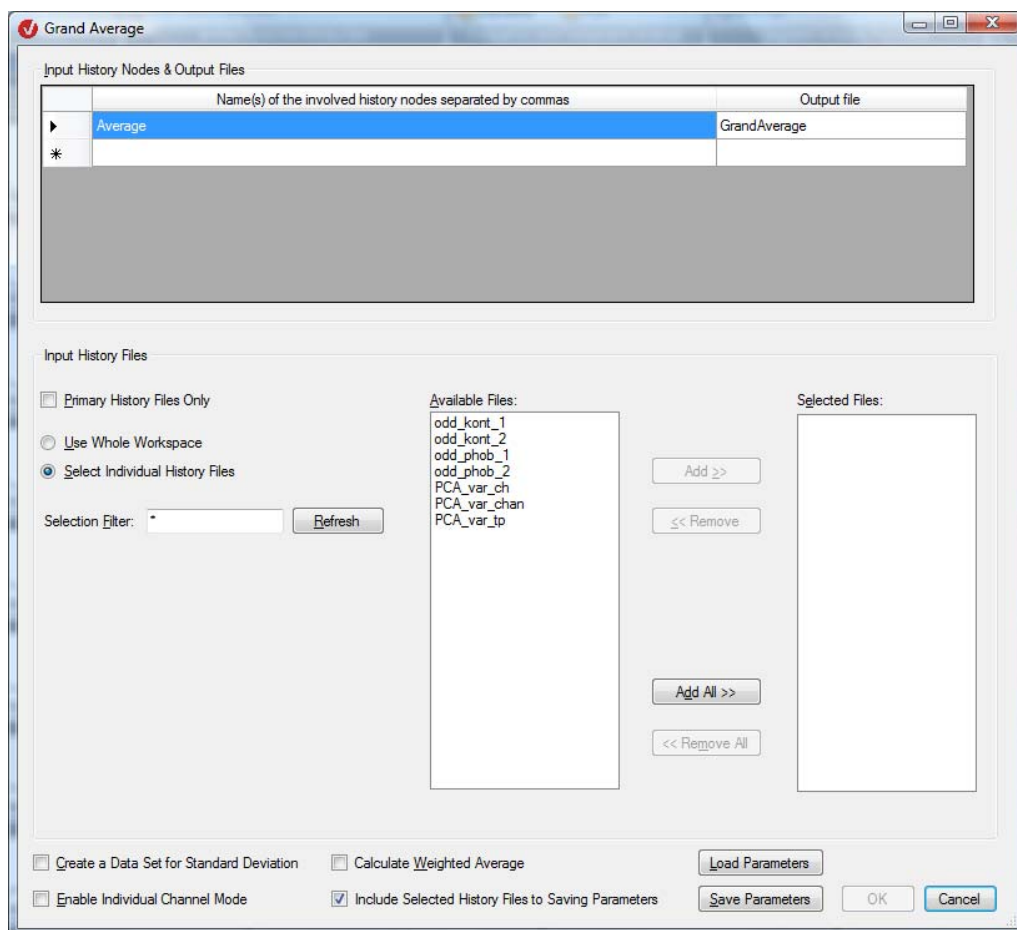 Grand Average
Input History Nodes & Output Files
Name(s) of the involved history nodes separated by commas
Output file
Average
GrandAverage
Input History Files
Primary History Files Only
Use Whole Workspace
Select Individual History Files
Selection Filter: *
Refresh
Available Files:
odd_kont_1
odd_kont_2
odd_phob_1
odd_phob_2
PCA_var_ch
PCA_var_chan
PCA_var_tp
Add >>
<< Remove
Add All >>
<< Remove All
Selected Files:
Create a Data Set for Standard Deviation
Calculate Weighted Average
Load Parameters
Enable Individual Channel Mode
Include Selected History Files to Saving Parameters
Save Parameters
OK
Cancel